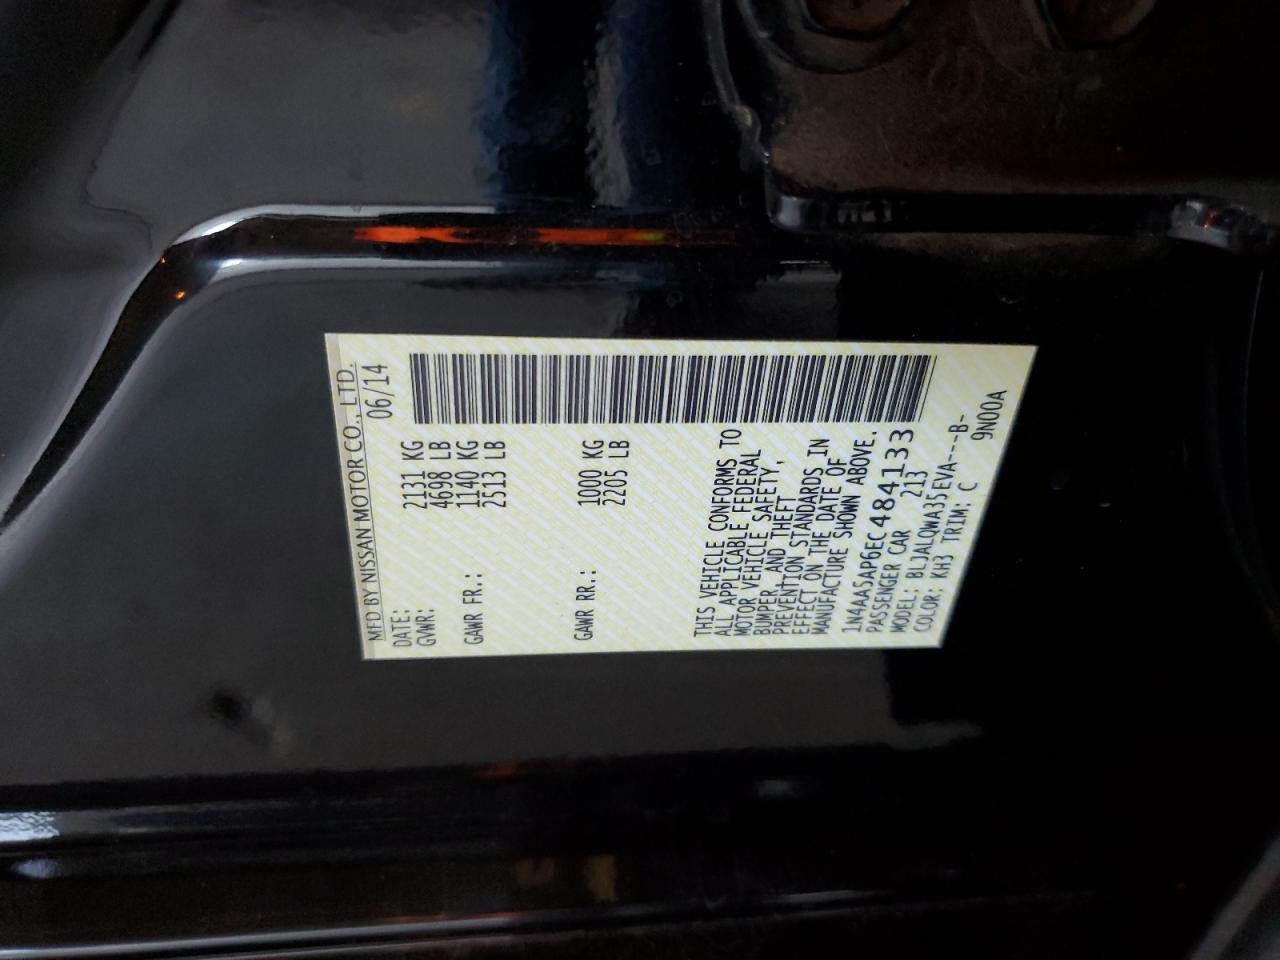 MFD BY NISSAN MOTOR CO., LTD.
DATE: 06/14
GVWR: 2131 KG
4698 LB
GAWR FR.: 1140 KG
2513 LB
GAWR RR.: 1000 KG
2205 LB
THIS VEHICLE CONFORMS TO
ALL APPLICABLE FEDERAL
MOTOR VEHICLE SAFETY,
BUMPER, AND THEFT
PREVENTION STANDARDS IN
EFFECT ON THE DATE OF
MANUFACTURE SHOWN ABOVE.
1N4AA5AP6EC484133
PASSENGER CAR 213
MODEL: BLJALQWA35EVA---B-
COLOR: KH3 TRIM: C 9N00A